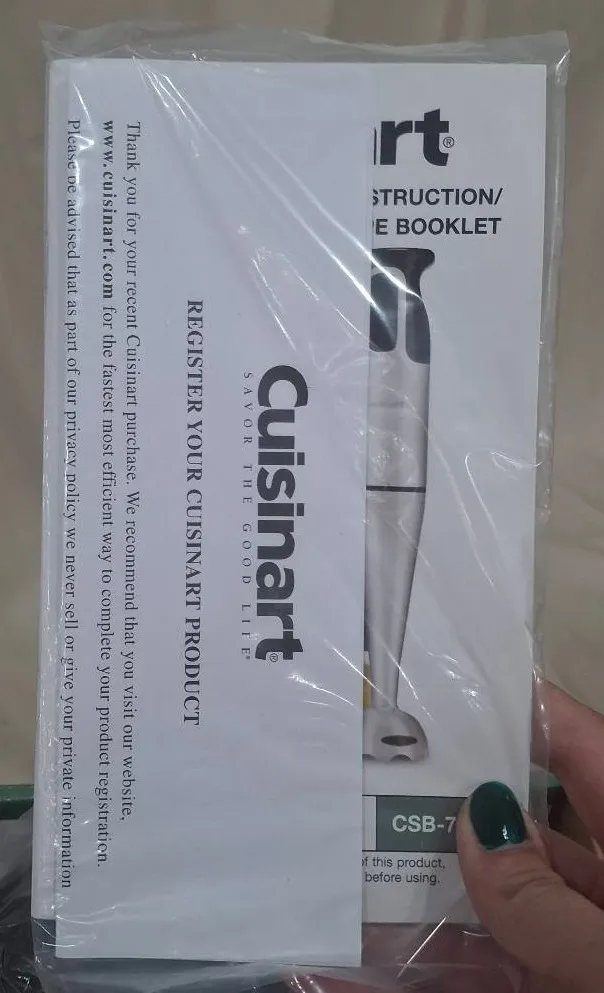 Cuisinart®
SAVOR THE GOOD LIFE®
REGISTER YOUR CUISINART PRODUCT
Thank you for your recent Cuisinart purchase. We recommend that you visit our website,
www.cuisinart.com for the fastest most efficient way to complete your product registration.
Please be advised that as part of our privacy policy we never sell or give your private information
art®
STRUCTION/
PE BOOKLET
CSB-7
of this product,
before using.